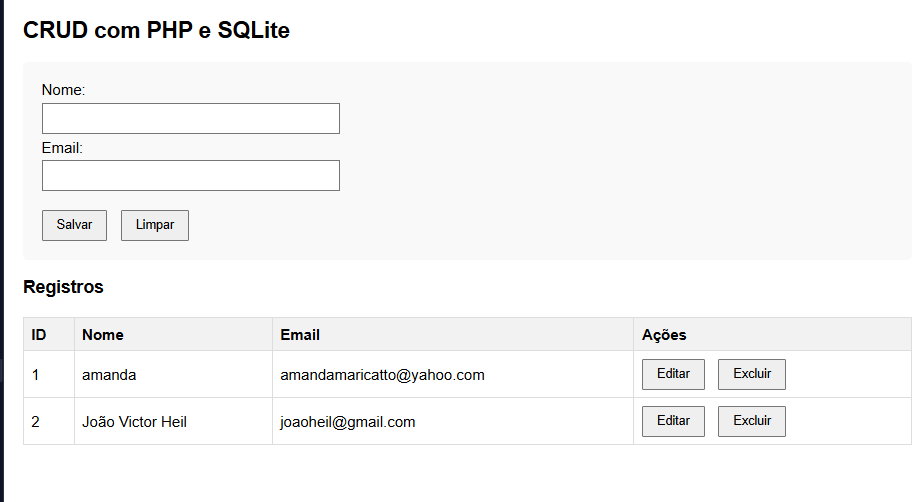 CRUD com PHP e SQLite
Nome:
Email:
Salvar Limpar
Registros
ID Nome Email Ações
1 amanda amandamaricatto@yahoo.com Editar Excluir
2 João Victor Heil joaoheil@gmail.com Editar Excluir